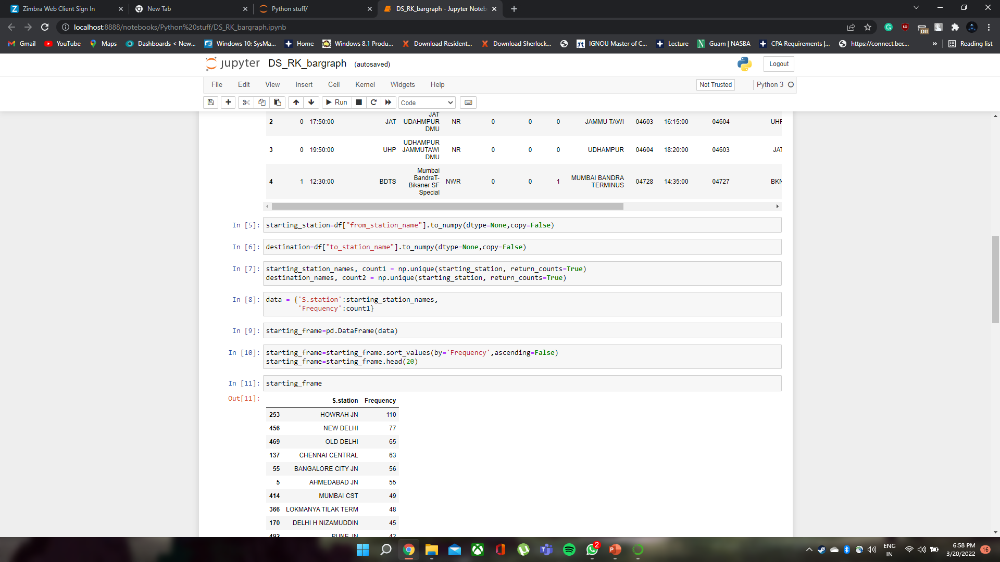 Zimbra Web Client Sign In
New Tab
Python stuff/
DS_RK_bargraph - Jupyter Noteb
localhost:8888/notebooks/Python%20stuff/DS_RK_bargraph.ipynb
Off
Gmail YouTube Maps Dashboards < New... Windows 10: SysMa... Home Windows 8.1 Produ... Download Resident... Download Sherlock... IGNOU Master of C... Lecture Guam | NASBA CPA Requirements |... https://connect.bec... » Reading list
jupyter DS_RK_bargraph (autosaved) Logout
File Edit View Insert Cell Kernel Widgets Help Not Trusted Python 3
Run Code
JAT
2 0 17:50:00 JAT UDAHMPUR NR 0 0 0 JAMMU TAWI 04603 16:15:00 04604 UHP
DMU
UDHAMPUR
3 0 19:50:00 UHP JAMMUTAWI NR 0 0 0 UDHAMPUR 04604 18:20:00 04603 JAT
DMU
Mumbai
4 1 12:30:00 BDTS BandraT- NWR 0 0 1 MUMBAI BANDRA 04728 14:35:00 04727 BKN
Bikaner SF TERMINUS
Special
In [5]: starting_station=df["from_station_name"].to_numpy(dtype=None,copy=False)
In [6]: destination=df["to_station_name"].to_numpy(dtype=None,copy=False)
In [7]: starting_station_names, count1 = np.unique(starting_station, return_counts=True)
destination_names, count2 = np.unique(starting_station, return_counts=True)
In [8]: data = {'S.station':starting_station_names,
'Frequency':count1}
In [9]: starting_frame=pd.DataFrame(data)
In [10]: starting_frame=starting_frame.sort_values(by='Frequency',ascending=False)
starting_frame=starting_frame.head(20)
In [11]: starting_frame
Out[11]:
S.station Frequency
253 HOWRAH JN 110
456 NEW DELHI 77
469 OLD DELHI 65
137 CHENNAI CENTRAL 63
55 BANGALORE CITY JN 56
5 AHMEDABAD JN 55
414 MUMBAI CST 49
366 LOKMANYA TILAK TERM 48
170 DELHI H NIZAMUDDIN 45
492 PUNE JN 42
2
ENG
IN
6:58 PM
3/20/2022
16